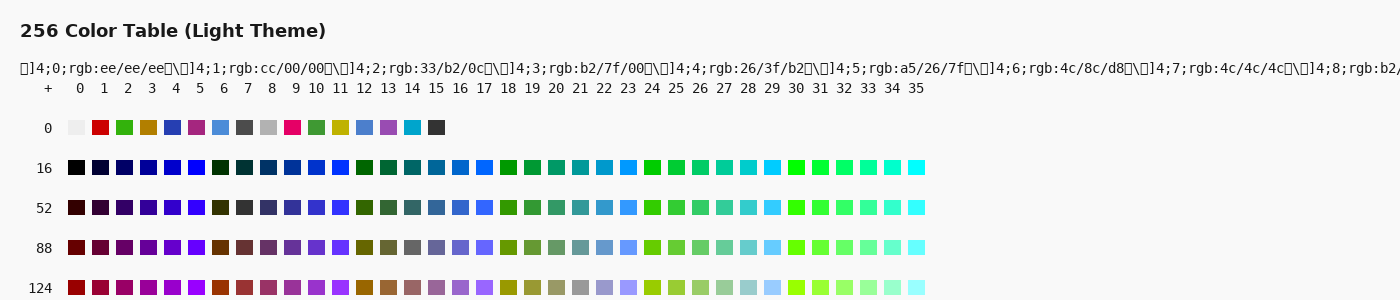 256 Color Table (Light Theme)
□]4;0;rgb:ee/ee/ee□\□]4;1;rgb:cc/00/00□\□]4;2;rgb:33/b2/0c□\□]4;3;rgb:b2/7f/00□\□]4;4;rgb:26/3f/b2□\□]4;5;rgb:a5/26/7f□\□]4;6;rgb:4c/8c/d8□\□]4;7;rgb:4c/4c/4c□\□]4;8;rgb:b2/
+ 0 1 2 3 4 5 6 7 8 9 10 11 12 13 14 15 16 17 18 19 20 21 22 23 24 25 26 27 28 29 30 31 32 33 34 35
0
16
52
88
124